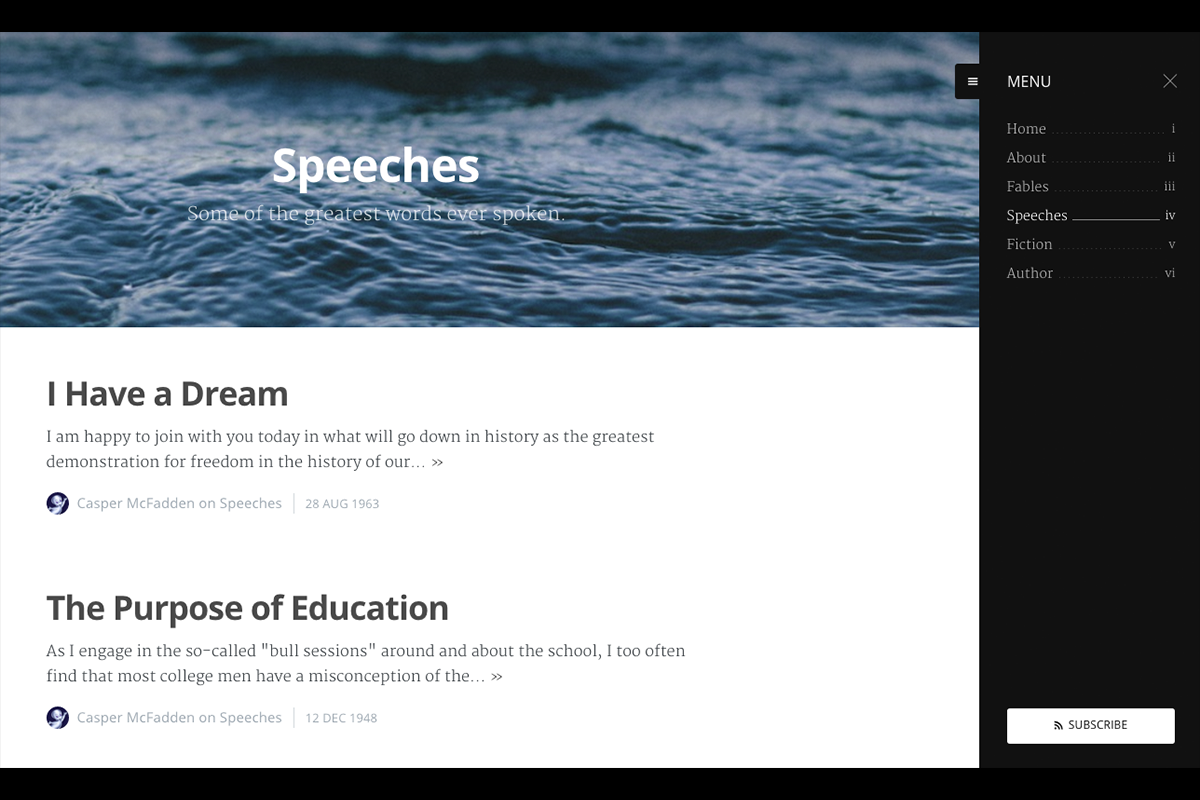 Speeches
Some of the greatest words ever spoken.
I Have a Dream
I am happy to join with you today in what will go down in history as the greatest
demonstration for freedom in the history of our... »
Casper McFadden on Speeches | 28 AUG 1963
The Purpose of Education
As I engage in the so-called "bull sessions" around and about the school, I too often
find that most college men have a misconception of the... »
Casper McFadden on Speeches | 12 DEC 1948
MENU
Home i
About ii
Fables iii
Speeches iv
Fiction v
Author vi
SUBSCRIBE